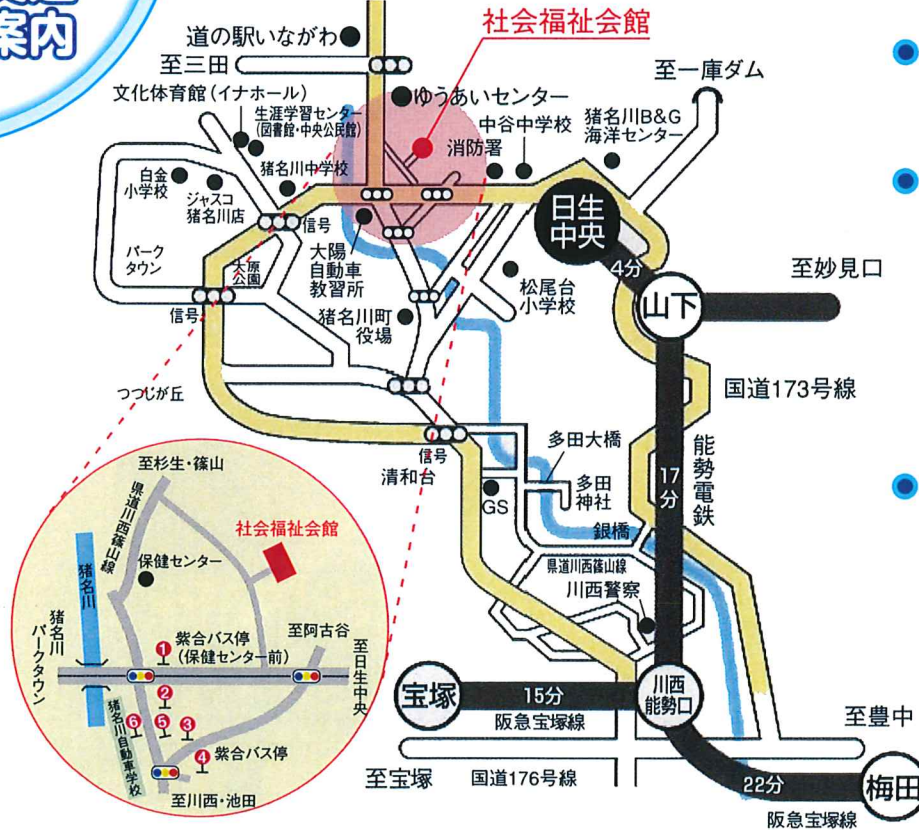 案内
社会福祉会館
道の駅いながわ
至三田
至一庫ダム
文化体育館(イナホール)
生涯学習センター
(図書館・中央公民館)
ゆうあいセンター
中谷中学校
猪名川B&G
海洋センター
消防署
猪名川中学校
白金
小学校
ジャスコ
猪名川店
信号
日生
中央
パーク
タウン
大原
公園
大陽
自動車
教習所
4分
至妙見口
松尾台
小学校
山下
信号
猪名川町
役場
国道173号線
つつじが丘
信号
清和台
多田大橋
能勢電鉄
17分
多田
神社
GS
銀橋
県道川西篠山線
川西警察
至杉生・篠山
県道川西篠山線
社会福祉会館
保健センター
猪名川
猪名川
パークタウン
1
紫合バス停
(保健センター前)
至阿古谷
至日生中央
2
6
5
3
猪名川自動車学校
4
紫合バス停
至川西・池田
宝塚
15分
阪急宝塚線
川西
能勢口
至豊中
至宝塚
国道176号線
22分
梅田
阪急宝塚線